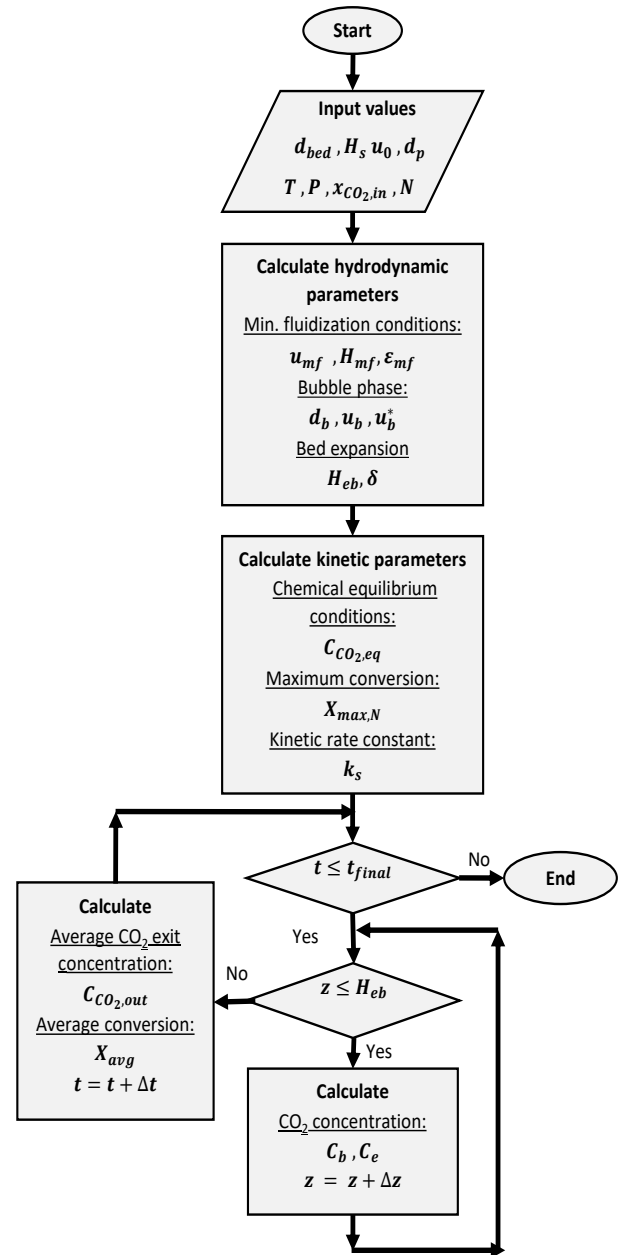 Start
Input values
d_bed , H_s u_0 , d_p
T , P , x_CO₂,in , N
Calculate hydrodynamic
parameters
Min. fluidization conditions:
u_mf , H_mf, ε_mf
Bubble phase:
d_b , u_b , u_b^*
Bed expansion
H_eb, δ
Calculate kinetic parameters
Chemical equilibrium
conditions:
C_CO₂,eq
Maximum conversion:
X_max,N
Kinetic rate constant:
k_s
t ≤ t_final
No
End
Yes
z ≤ H_eb
No
Calculate
Average CO₂ exit
concentration:
C_CO₂,out
Average conversion:
X_avg
t = t + Δt
Yes
Calculate
CO₂ concentration:
C_b , C_e
z = z + Δz